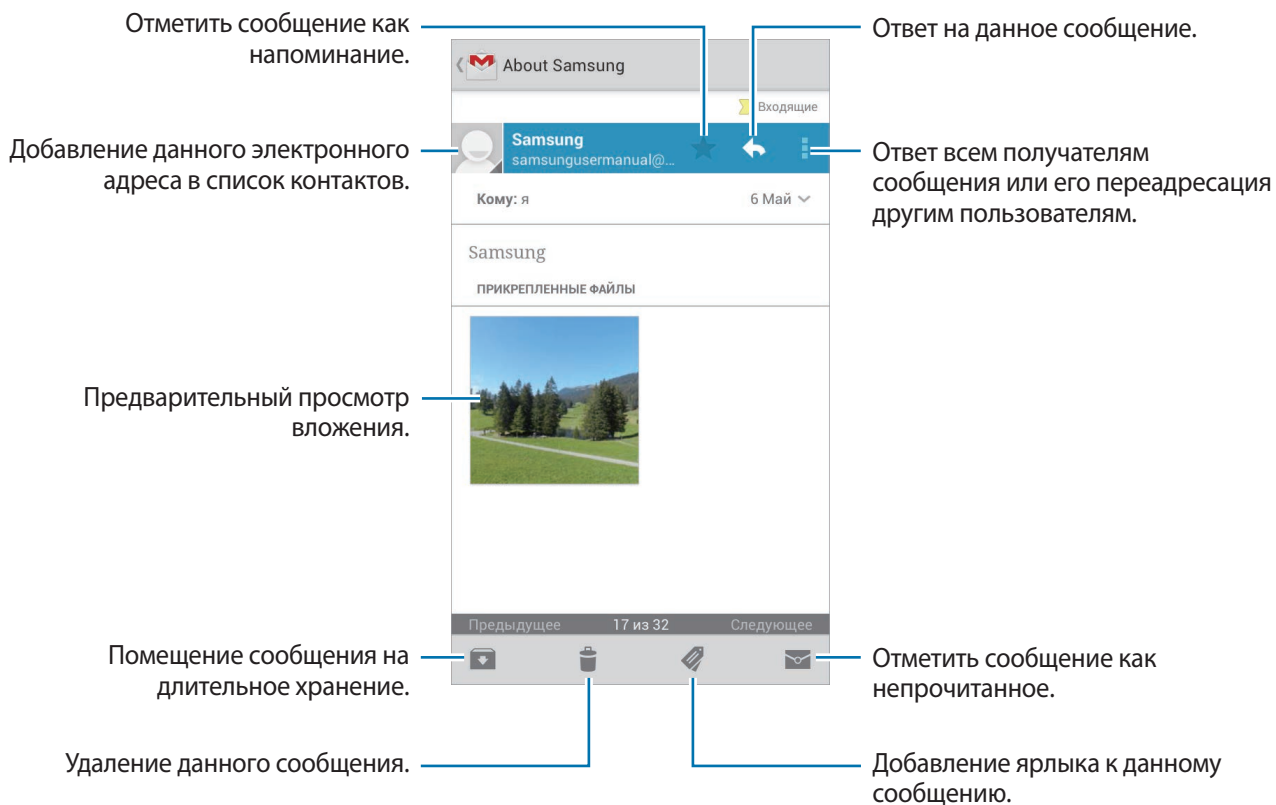 Отметить сообщение как
напоминание.
Ответ на данное сообщение.
About Samsung
Входящие
Samsung
samsungusermanual@...
Добавление данного электронного
адреса в список контактов.
Ответ всем получателям
сообщения или его переадресация
другим пользователям.
Кому: я
6 Май
Samsung
ПРИКРЕПЛЕННЫЕ ФАЙЛЫ
Предварительный просмотр
вложения.
Предыдущее 17 из 32 Следующее
Помещение сообщения на
длительное хранение.
Отметить сообщение как
непрочитанное.
Удаление данного сообщения.
Добавление ярлыка к данному
сообщению.